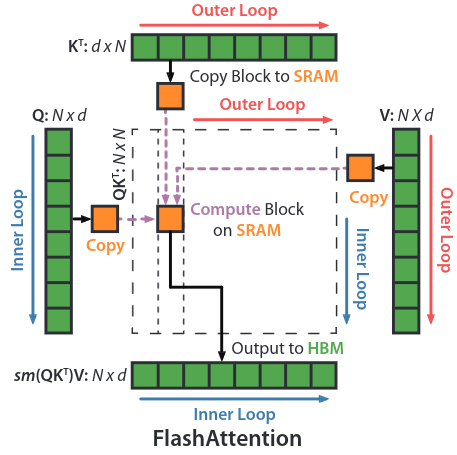 Outer Loop
Kᵀ: d x N
Copy Block to SRAM
Outer Loop
Q: N x d
V: N X d
QKᵀ: N x N
Copy
Inner Loop
Copy
Compute Block
on SRAM
Inner Loop
Outer Loop
Output to HBM
sm(QKᵀ)V: N x d
Inner Loop
FlashAttention